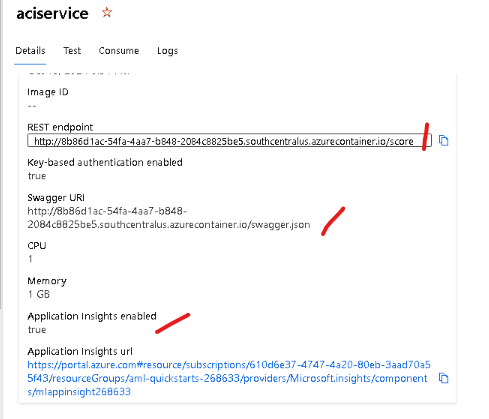 aciservice
Details Test Consume Logs
Image ID
--
REST endpoint
http://8b86d1ac-54fa-4aa7-b848-2084c8825be5.southcentralus.azurecontainer.io/score
Key-based authentication enabled
true
Swagger URI
http://8b86d1ac-54fa-4aa7-b848-
2084c8825be5.southcentralus.azurecontainer.io/swagger.json
CPU
1
Memory
1 GB
Application Insights enabled
true
Application Insights url
https://portal.azure.com#resource/subscriptions/610d6e37-4747-4a20-80eb-3aad70a5
5f43/resourceGroups/aml-quickstarts-268633/providers/Microsoft.insights/component
s/mlappinsight268633